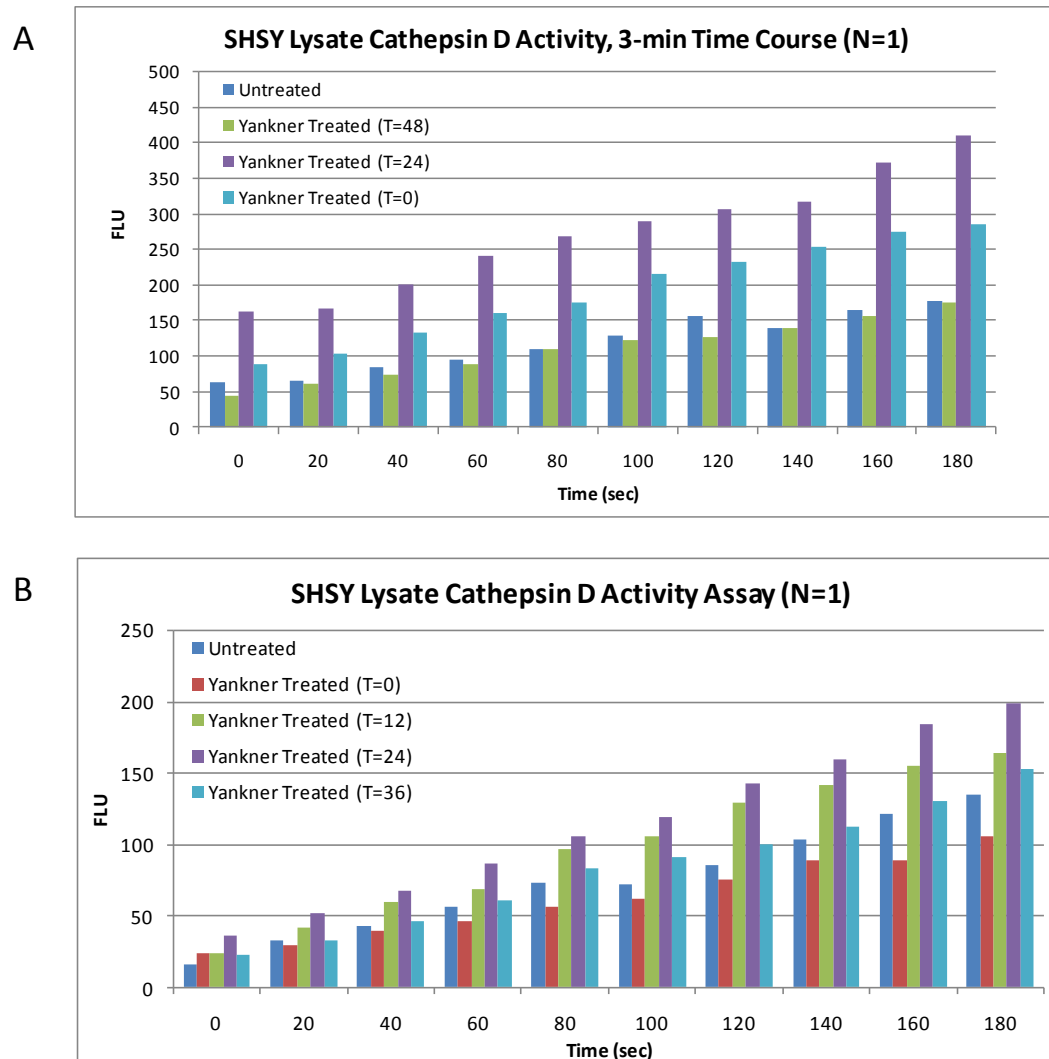 A
SHSY Lysate Cathepsin D Activity, 3-min Time Course (N=1)
500
450
400
350
300
250
200
150
100
50
0
FLU
Untreated
Yankner Treated (T=48)
Yankner Treated (T=24)
Yankner Treated (T=0)
0 20 40 60 80 100 120 140 160 180
Time (sec)
B
SHSY Lysate Cathepsin D Activity Assay (N=1)
250
200
150
100
50
0
FLU
Untreated
Yankner Treated (T=0)
Yankner Treated (T=12)
Yankner Treated (T=24)
Yankner Treated (T=36)
0 20 40 60 80 100 120 140 160 180
Time (sec)